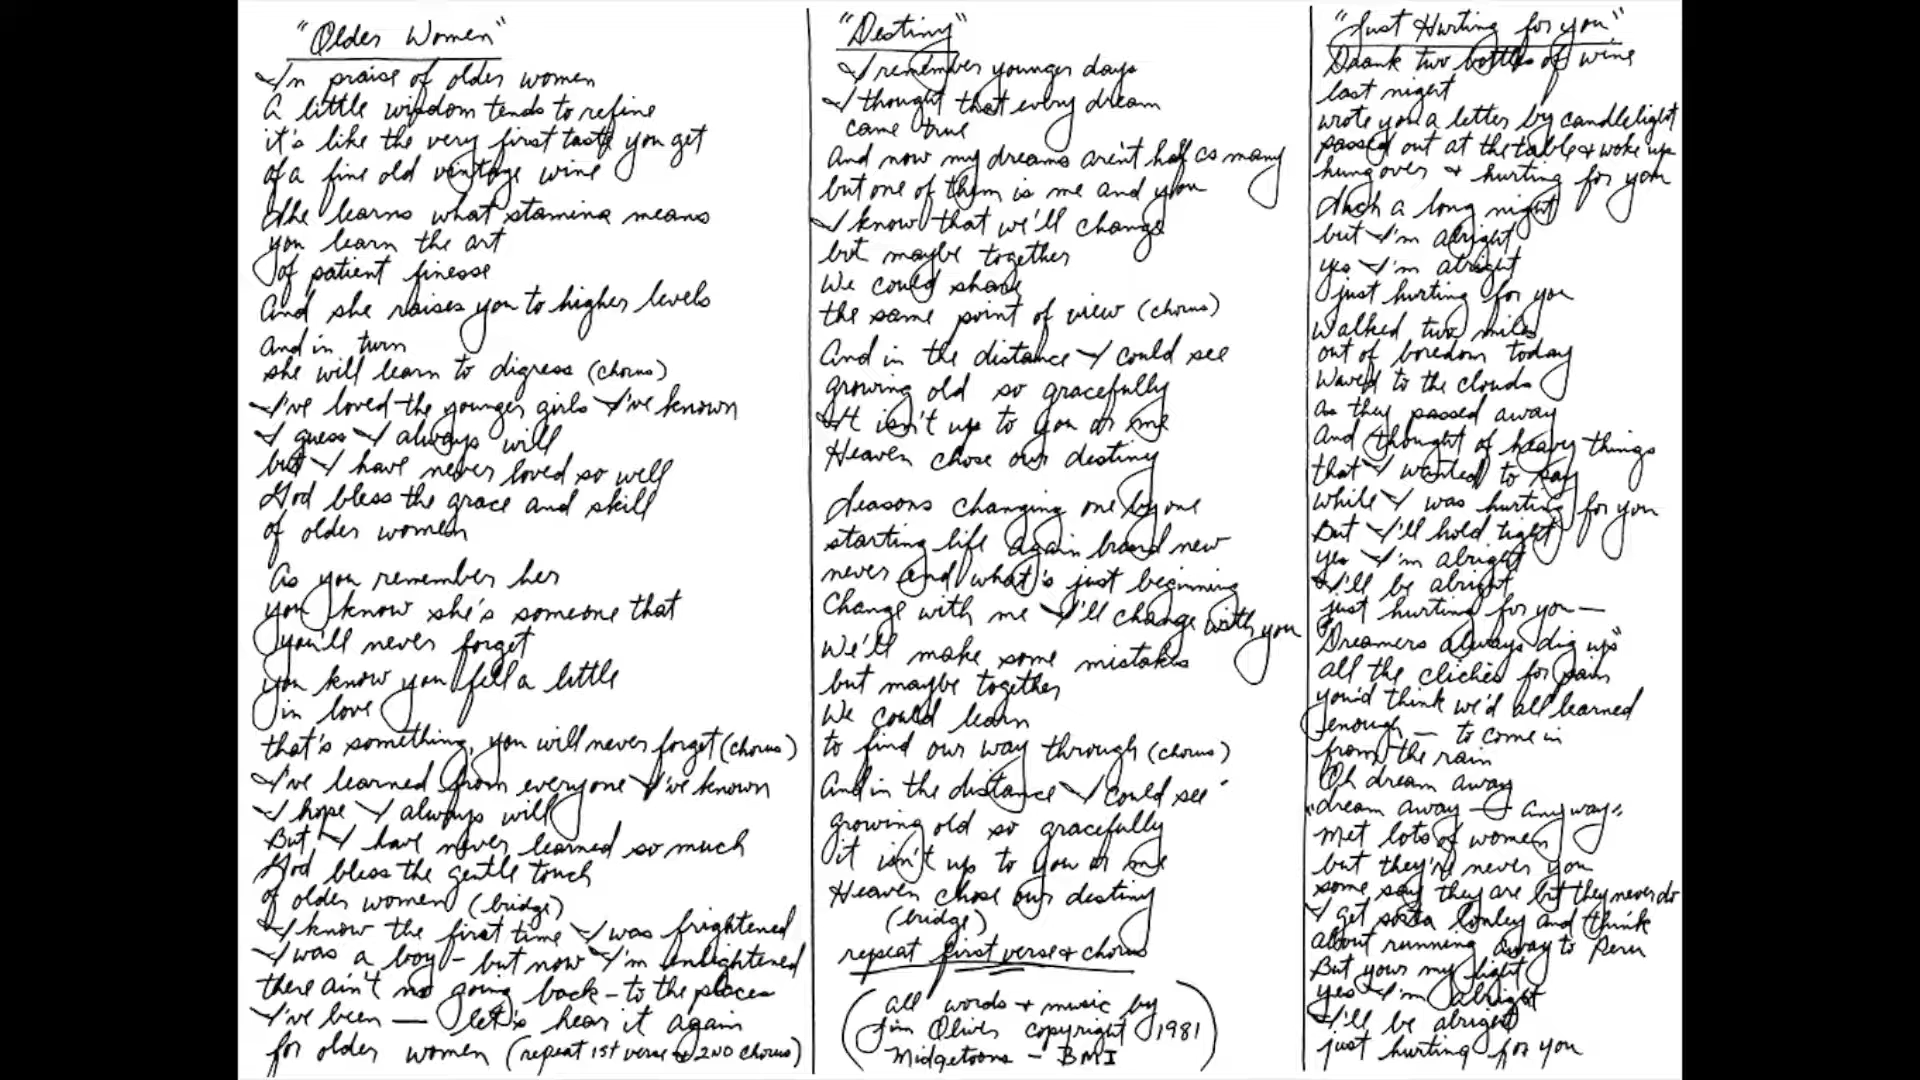 "Older Women"
In praise of older women
A little wisdom tends to refine
it's like the very first taste you get
of a fine old vintage wine
She learns what stamina means
you learn the art
of patient finesse
And she raises you to higher levels
and in turn
she will learn to digress (chorus)
I've loved the younger girls I've known
I guess I always will
but I have never loved so well
God bless the grace and skill
of older women
As you remember her
you know she's someone that
you'll never forget
you know you fell a little
in love
that's something, you will never forget (chorus)
I've learned from everyone I've known
I hope I always will
But I have never learned so much
God bless the gentle touch
of older women (bridge)
I know the first time I was frightened
I was a boy - but now I'm enlightened
there ain't no going back - to the places
I've been — let's hear it again
for older women (repeat 1st verse & 2ND Chorus)
"Destiny"
I remember younger days
I thought that every dream
came true
And now my dreams aren't half as many
but one of them is me and you
I know that we'll change
but maybe together
We could share
the same point of view (chorus)
And in the distance I could see
growing old so gracefully
It isn't up to you or me
Heaven chose our destiny
Seasons changing one by one
starting life again brand new
never end what's just beginning
Change with me I'll change with you
We'll make some mistakes
but maybe together
We could learn
to find our way through (chorus)
And in the distance I could see
growing old so gracefully
it isn't up to you or me
Heaven chose our destiny
(bridge)
repeat first verse + chorus
(all words + music by
Jim Oliver copyright 1981)
Midgetoons - BMI
"Just Hurting for you"
Drank two bottles of wine
last night
wrote you a letter by candlelight
passed out at the table & woke up
hungover + hurting for you
Such a long night
but I'm alright
yes I'm alright
just hurting for you
Walked two miles
out of boredom today
Waved to the clouds
as they passed away
And thought of heavy things
that I wanted to say
while I was hurting for you
But I'll hold tight
yes I'm alright
I'll be alright
just hurting for you —
"Dreamers always dig up"
all the clichés for pain
you'd think we'd all learned
enough — to come in
from the rain
Oh dream away
"dream away - anyway"
Met lots of women
but they're never you
some say they are but they never do
I get sorta lonley and think
about running away to Peru
But your my light
yes I'm alright
I'll be alright
just hurting for you